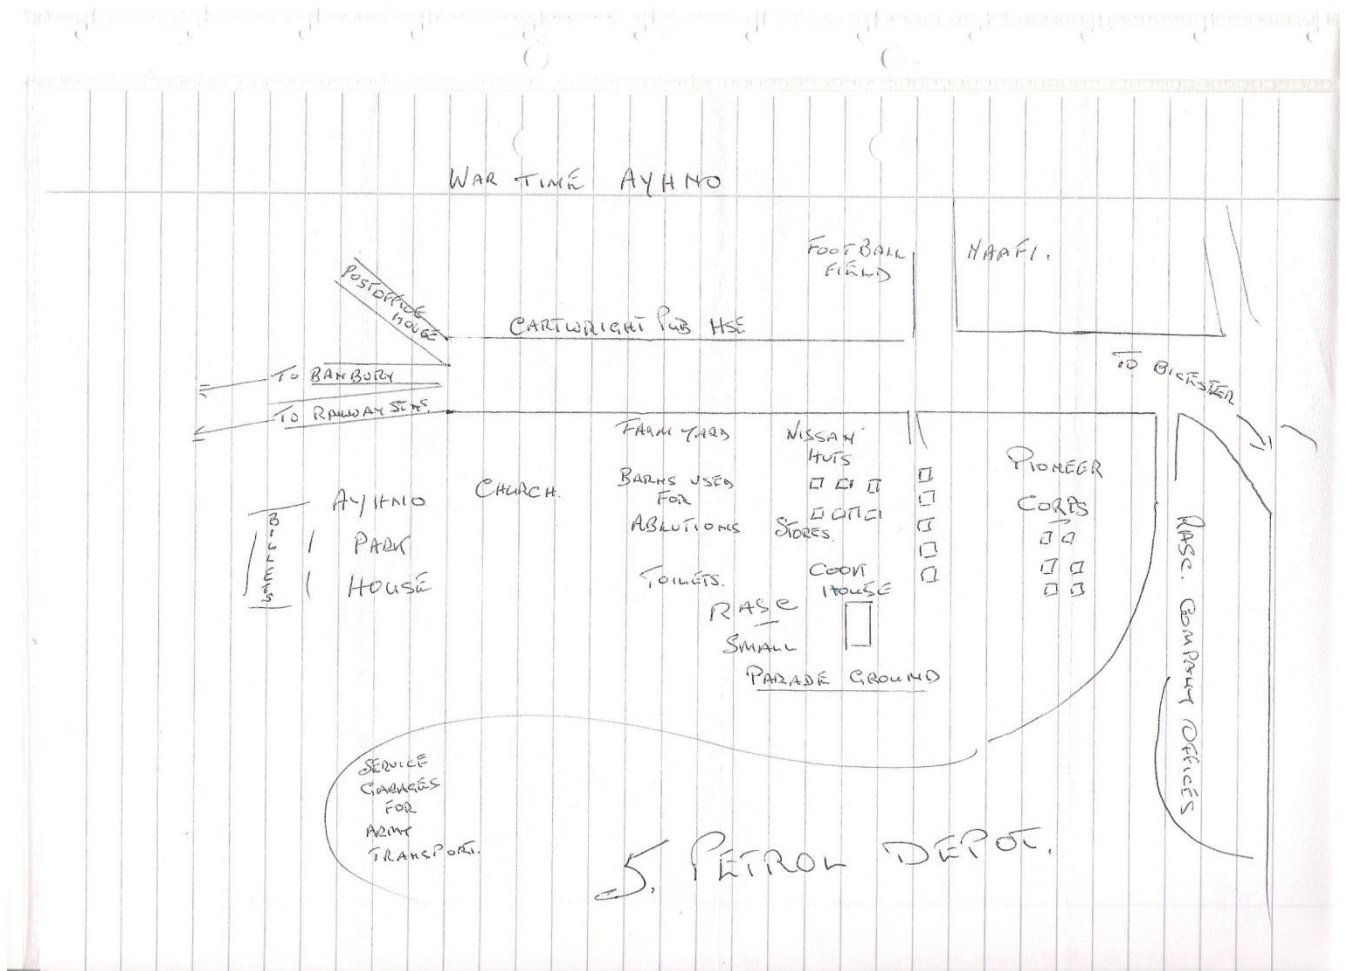 WAR TIME AYHNO
FOOTBALL
FIELD
NAAFI.
POSTOFFICE
HOUSE
CARTWRIGHT PUB HSE
TO BICESTER
TO BANBURY
TO RAILWAY STNS.
FARM YARD
NISSAN
HUTS
PIONEER
CORPS
BARNS USED
FOR
ABLUTIONS
CHURCH.
AYHNO
PARK
HOUSE
BILLETS
STORES.
TOILETS.
COOK
HOUSE
RASC
SMALL
PARADE GROUND
RASC. COMPANY OFFICES
SERVICE
GARAGES
FOR
ARMY
TRANSPORT.
5. PETROL DEPOT.